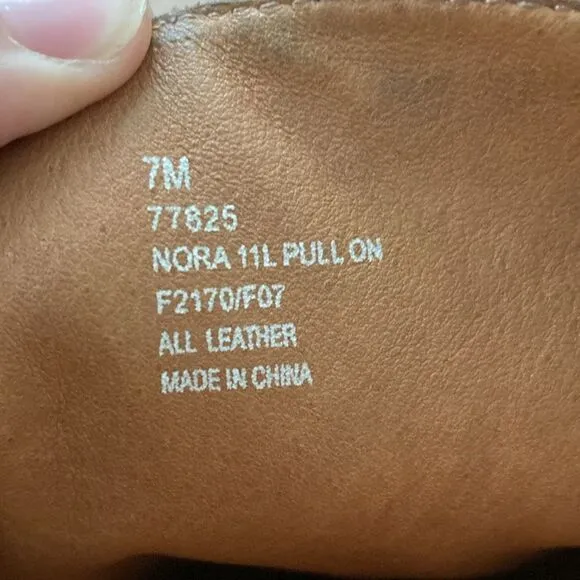 7M
77825
NORA 11L PULL ON
F2170/F07
ALL LEATHER
MADE IN CHINA